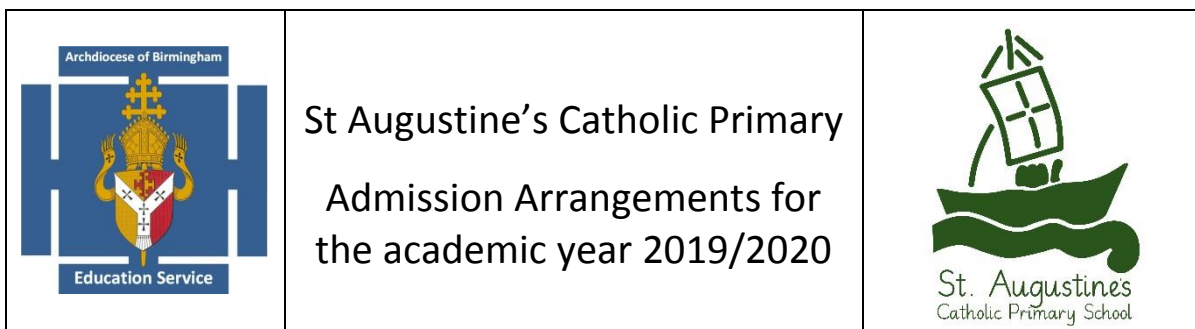 Archdiocese of Birmingham
Education Service
St Augustine’s Catholic Primary
Admission Arrangements for
the academic year 2019/2020
St. Augustines
Catholic Primary School